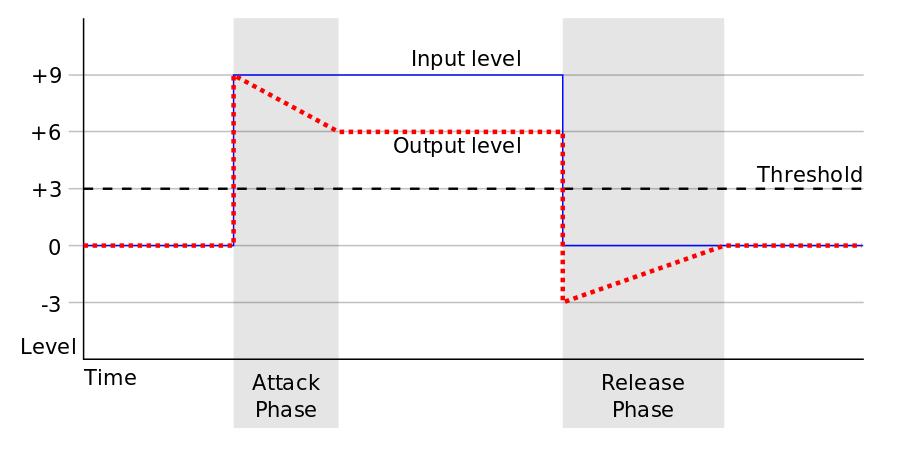 Input level
+9
+6
Output level
Threshold
+3
0
-3
Level
Time
Attack
Phase
Release
Phase